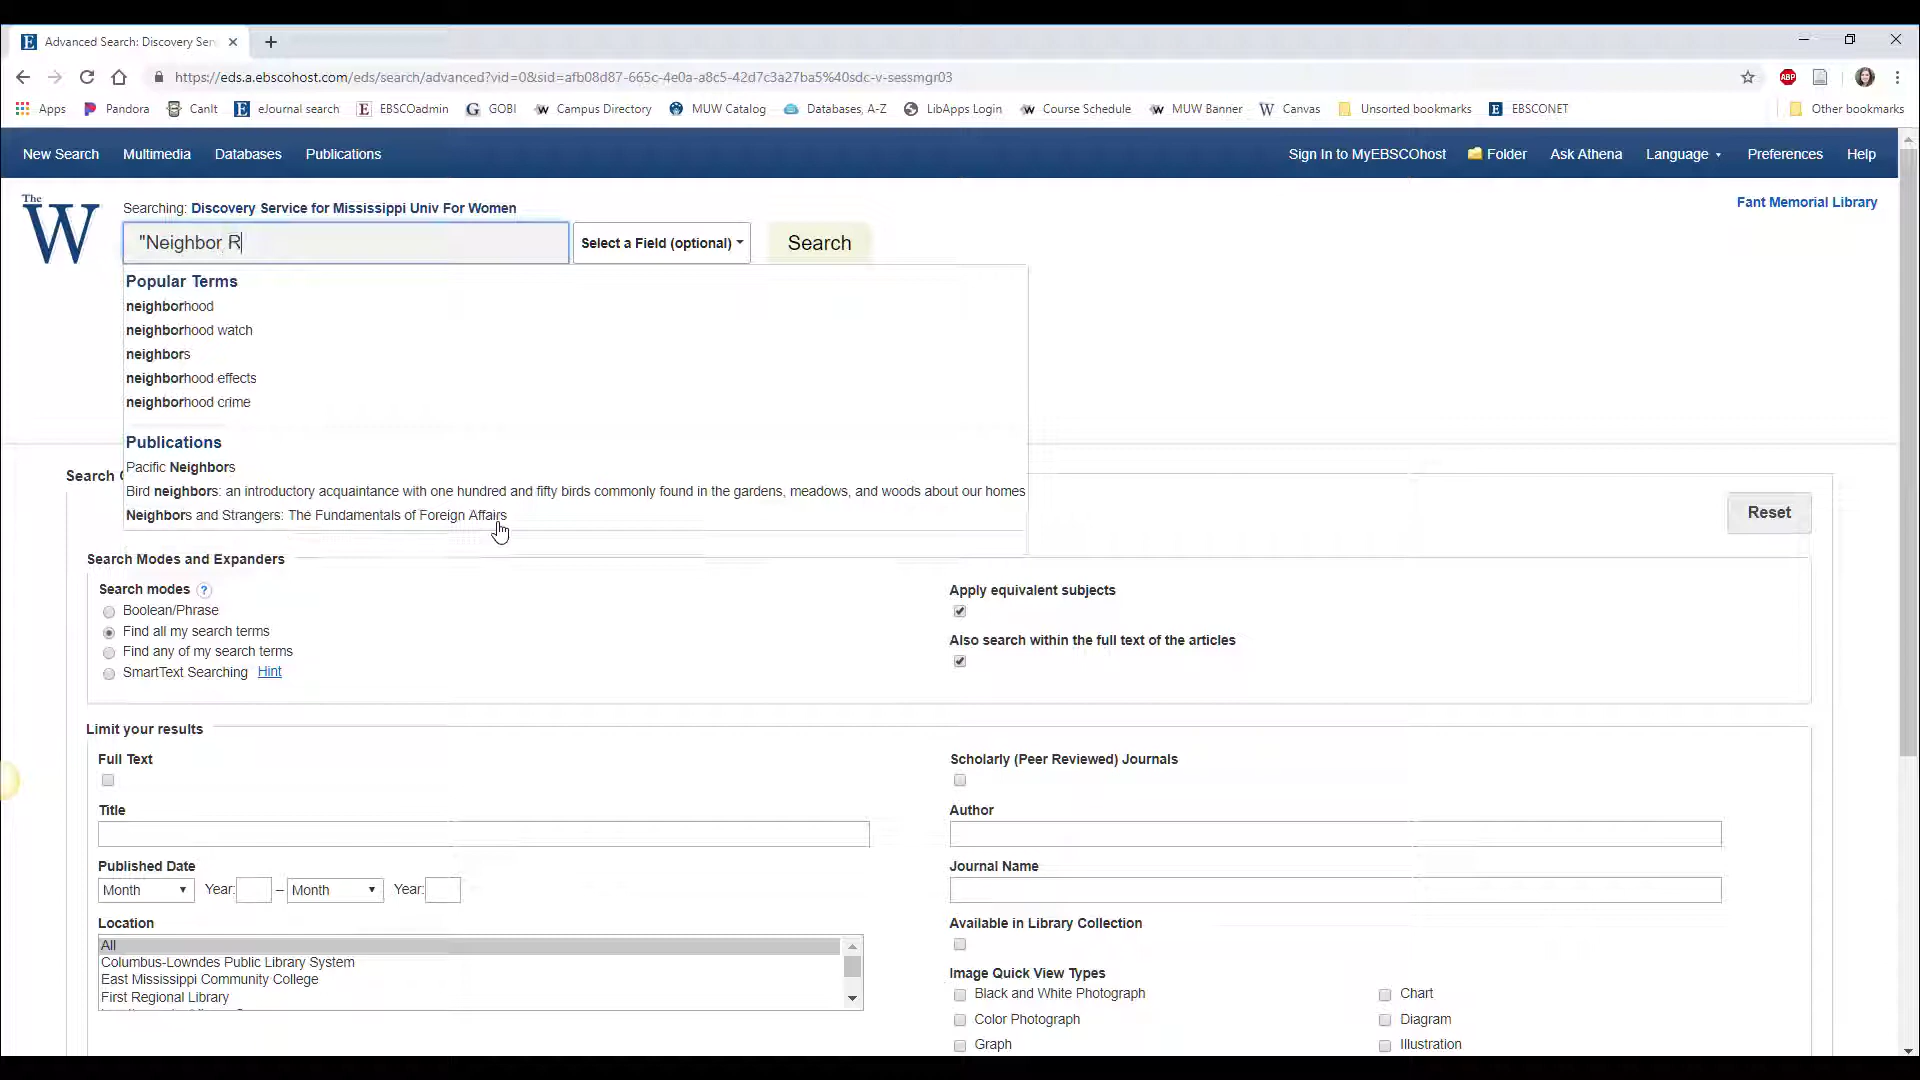 Advanced Search: Discovery Ser
https://eds.a.ebscohost.com/eds/search/advanced?vid=0&sid=afb08d87-665c-4e0a-a8c5-42d7c3a27ba5%40sdc-v-sessmgr03
ABP
Apps Pandora CanIt eJournal search EBSCOadmin GOBI Campus Directory MUW Catalog Databases, A-Z LibApps Login Course Schedule MUW Banner Canvas Unsorted bookmarks EBSCONET Other bookmarks
New Search Multimedia Databases Publications Sign In to MyEBSCOhost Folder Ask Athena Language Preferences Help
The W
Searching: Discovery Service for Mississippi Univ For Women
Fant Memorial Library
"Neighbor R
Select a Field (optional)
Search
Popular Terms
neighborhood
neighborhood watch
neighbors
neighborhood effects
neighborhood crime
Publications
Pacific Neighbors
Bird neighbors: an introductory acquaintance with one hundred and fifty birds commonly found in the gardens, meadows, and woods about our homes
Neighbors and Strangers: The Fundamentals of Foreign Affairs
Search
Reset
Search Modes and Expanders
Search modes ?
Boolean/Phrase
Find all my search terms
Find any of my search terms
SmartText Searching Hint
Apply equivalent subjects
Also search within the full text of the articles
Limit your results
Full Text
Scholarly (Peer Reviewed) Journals
Title
Author
Published Date
Month Year: – Month Year:
Journal Name
Location
All
Columbus-Lowndes Public Library System
East Mississippi Community College
First Regional Library
Available in Library Collection
Image Quick View Types
Black and White Photograph
Chart
Color Photograph
Diagram
Graph
Illustration